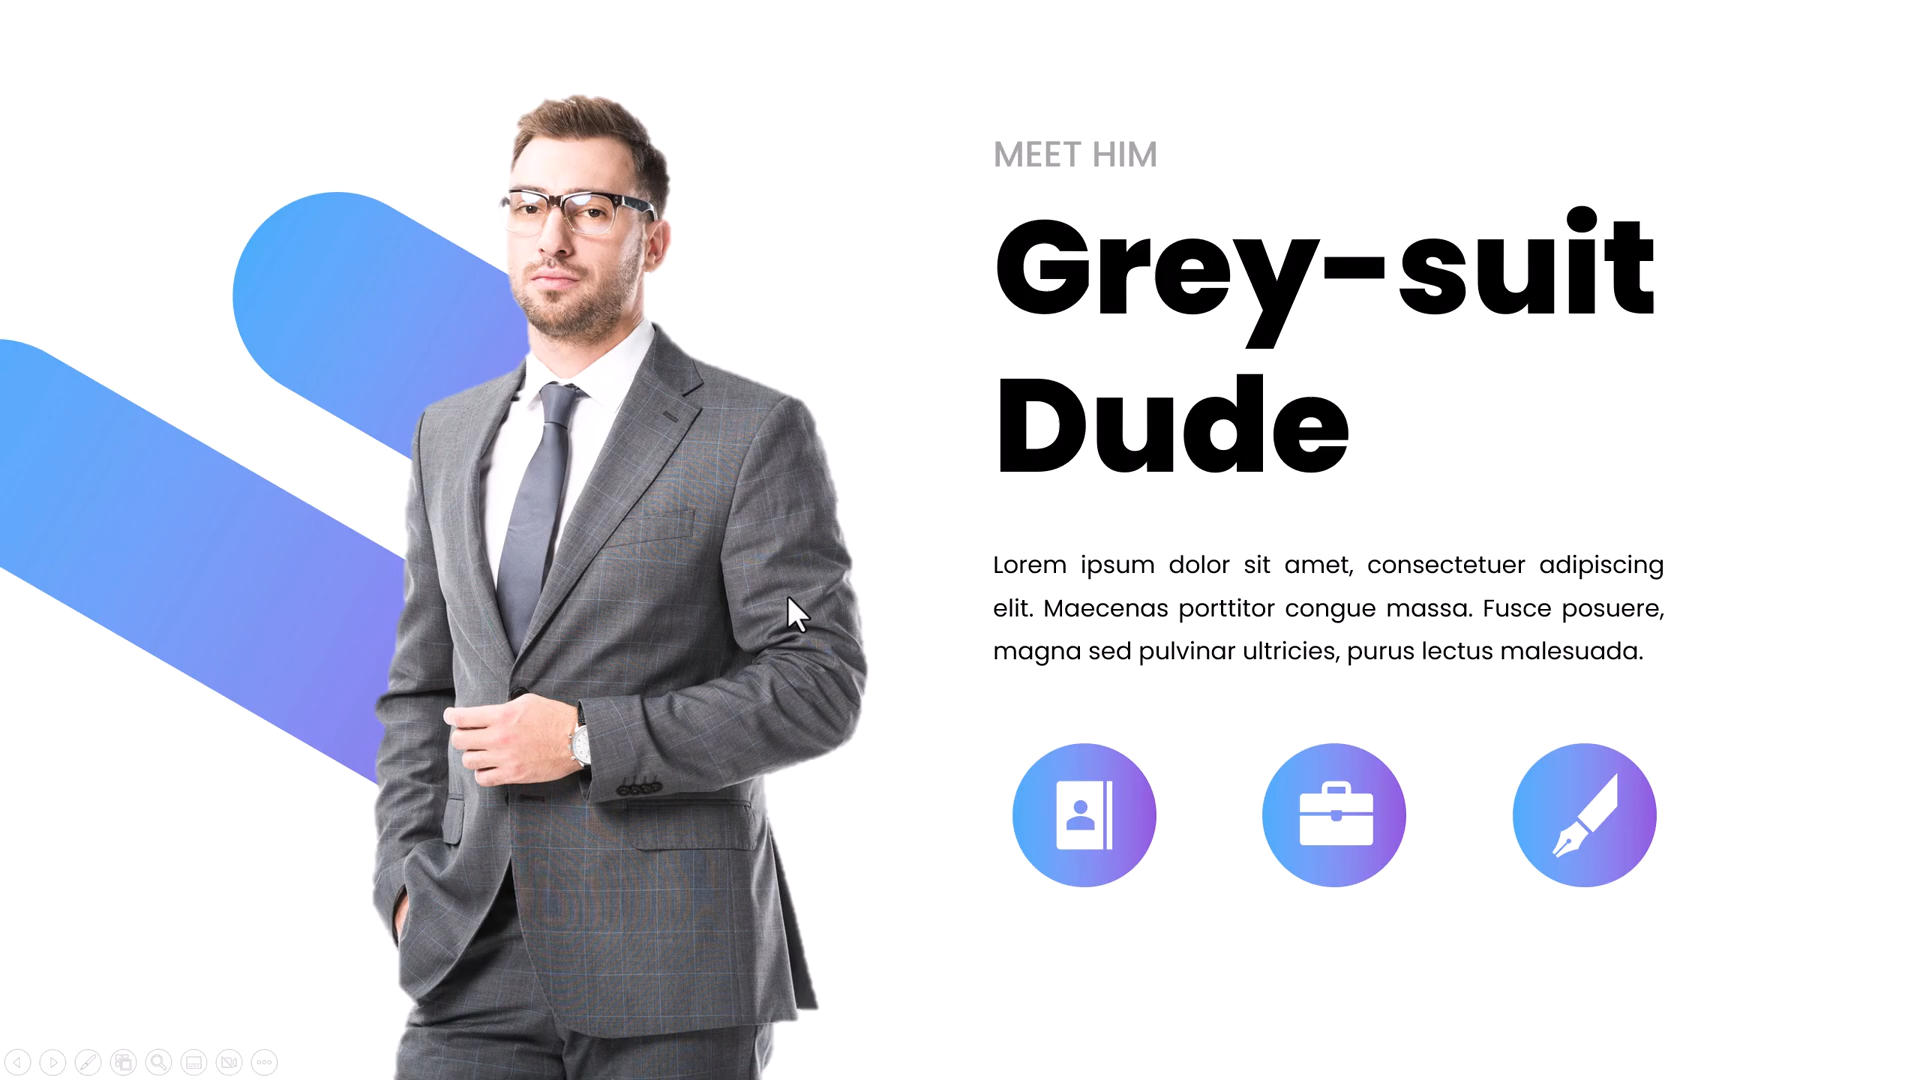 MEET HIM
Grey-suit
Dude
Lorem ipsum dolor sit amet, consectetuer adipiscing
elit. Maecenas porttitor congue massa. Fusce posuere,
magna sed pulvinar ultricies, purus lectus malesuada.